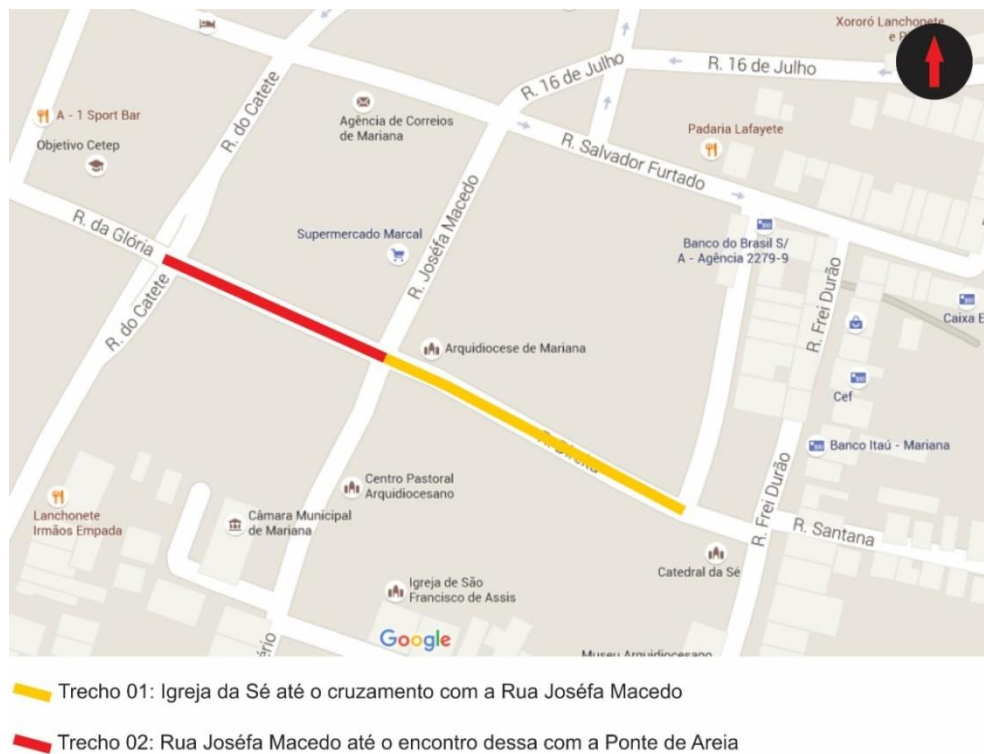 Xororó Lanchonete
R. do Catete
R. 16 de Julho
R. 16 de Julho
A - 1 Sport Bar
Agência de Correios
de Mariana
Padaria Lafayete
Objetivo Cetep
R. Salvador Furtado
R. da Glória
Supermercado Marcal
R. Joséfa Macedo
Banco do Brasil S/
A - Agência 2279-9
R. do Catete
R. Frei Durão
Caixa E
Arquidiocese de Mariana
Cef
R. Direita
Banco Itaú - Mariana
Centro Pastoral
Arquidiocesano
R. Frei Durão
Lanchonete
Irmãos Empada
Câmara Municipal
de Mariana
R. Santana
Catedral da Sé
Igreja de São
Francisco de Assis
Google
Museu Arquidiocesano
Trecho 01: Igreja da Sé até o cruzamento com a Rua Joséfa Macedo
Trecho 02: Rua Joséfa Macedo até o encontro dessa com a Ponte de Areia